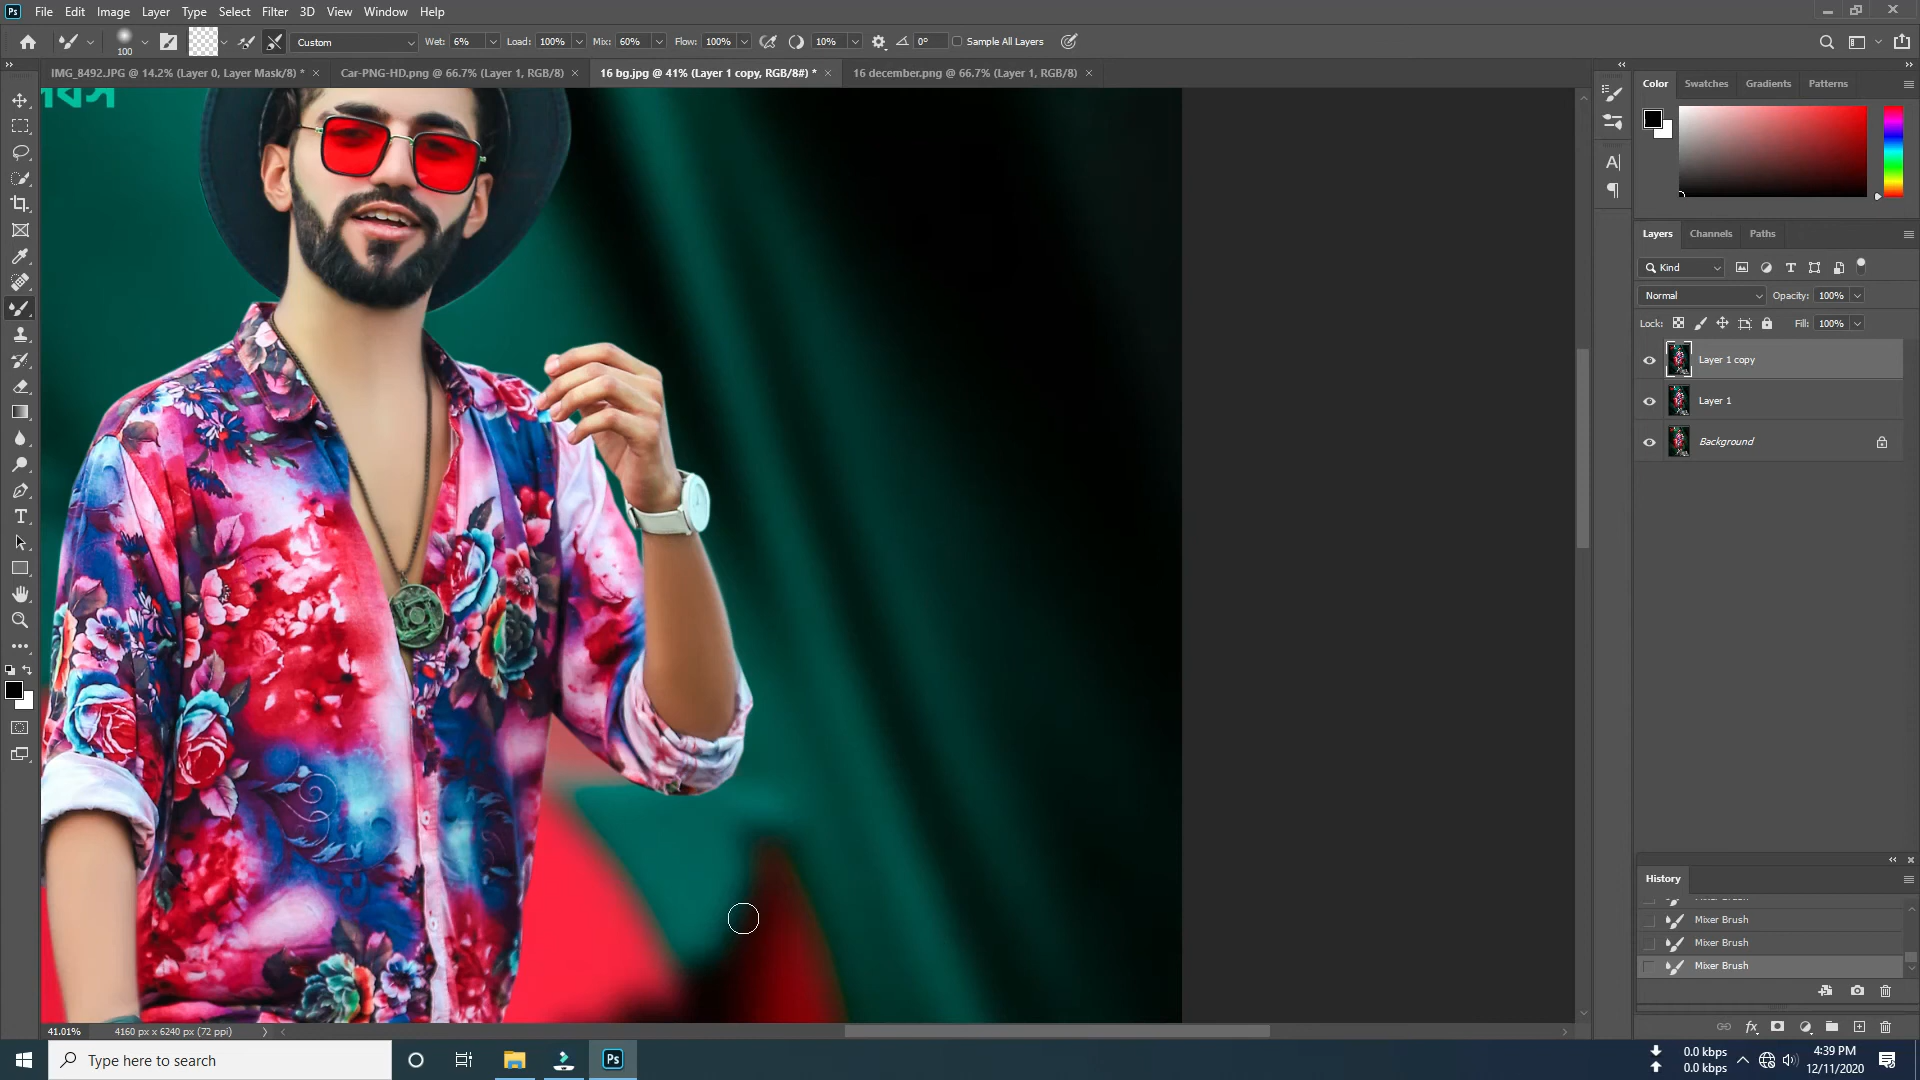 Ps File Edit Image Layer Type Select Filter 3D View Window Help
100 Custom Wet: 6% Load: 100% Mix: 60% Flow: 100% 10% 0° Sample All Layers
IMG_8492.JPG @ 14.2% (Layer 0, Layer Mask/8) * × Car-PNG-HD.png @ 66.7% (Layer 1, RGB/8) × 16 bg.jpg @ 41% (Layer 1 copy, RGB/8#) * × 16 december.png @ 66.7% (Layer 1, RGB/8) ×
Color Swatches Gradients Patterns
Layers Channels Paths
Kind
Normal Opacity: 100%
Lock: Fill: 100%
Layer 1 copy
Layer 1
Background
History
Mixer Brush
Mixer Brush
Mixer Brush
Mixer Brush
41.01% 4160 px x 6240 px (72 ppi)
Type here to search
Ps
0.0 kbps
0.0 kbps
4:39 PM
12/11/2020